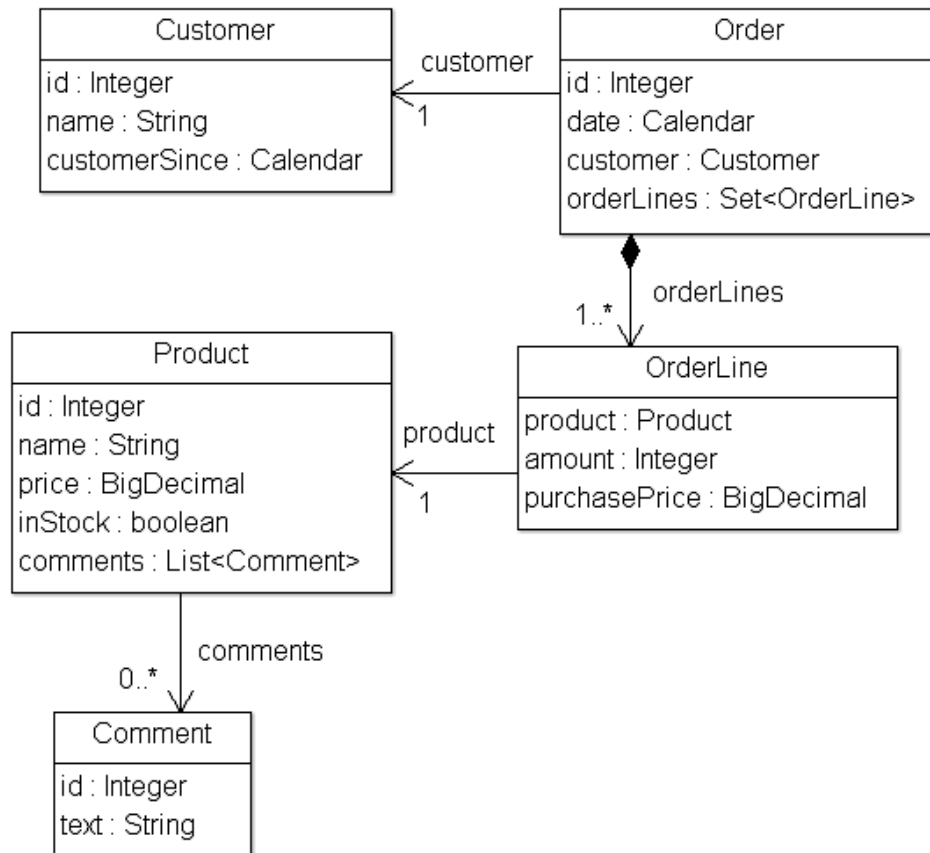 Customer
id : Integer
name : String
customerSince : Calendar
customer
1
Order
id : Integer
date : Calendar
customer : Customer
orderLines : Set<OrderLine>
orderLines
1..*
Product
id : Integer
name : String
price : BigDecimal
inStock : boolean
comments : List<Comment>
product
1
OrderLine
product : Product
amount : Integer
purchasePrice : BigDecimal
comments
0..*
Comment
id : Integer
text : String